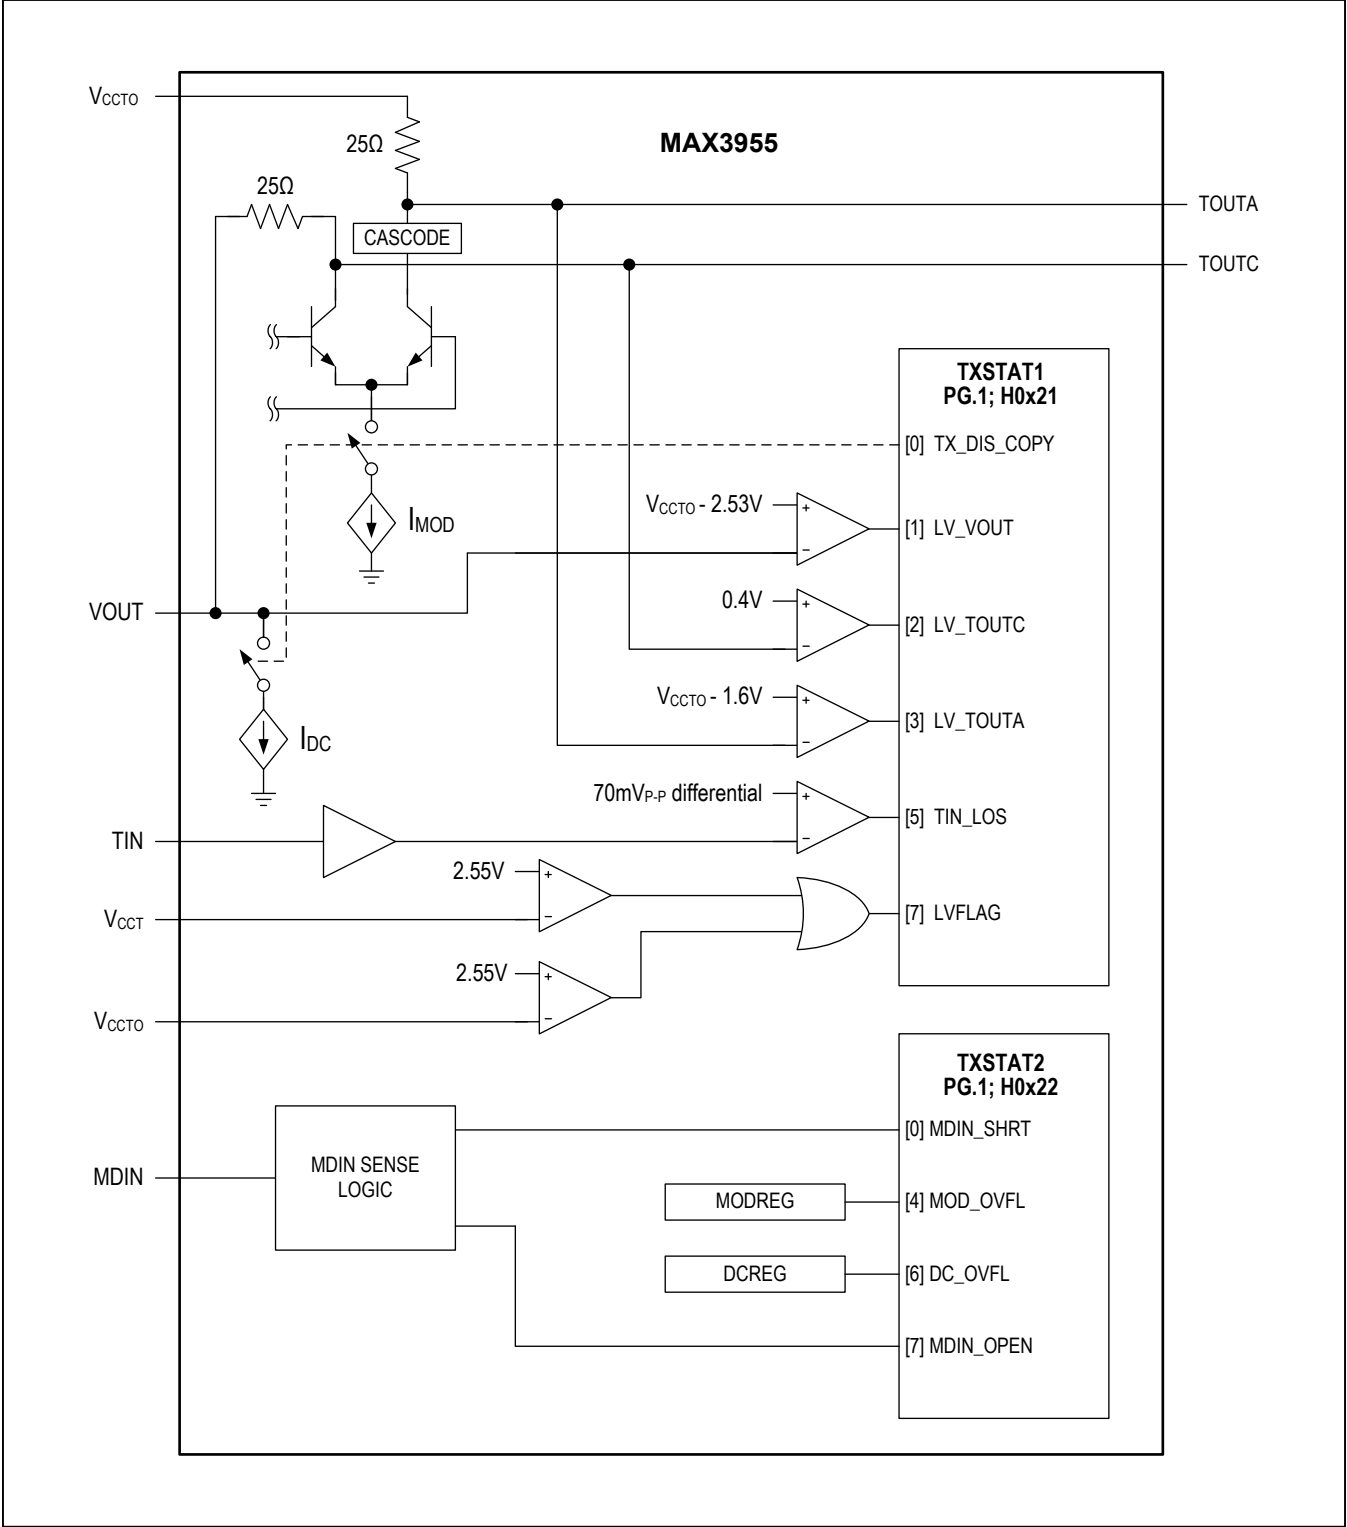 VCCTO
MAX3955
25Ω
25Ω
TOUTA
CASCODE
TOUTC
TXSTAT1
PG.1; H0x21
[0] TX_DIS_COPY
VCCTO - 2.53V
IMOD
[1] LV_VOUT
0.4V
VOUT
[2] LV_TOUTC
VCCTO - 1.6V
[3] LV_TOUTA
IDC
70mVP-P differential
[5] TIN_LOS
TIN
2.55V
VCCT
[7] LVFLAG
2.55V
VCCTO
TXSTAT2
PG.1; H0x22
[0] MDIN_SHRT
MDIN
MDIN SENSE
LOGIC
MODREG
[4] MOD_OVFL
DCREG
[6] DC_OVFL
[7] MDIN_OPEN